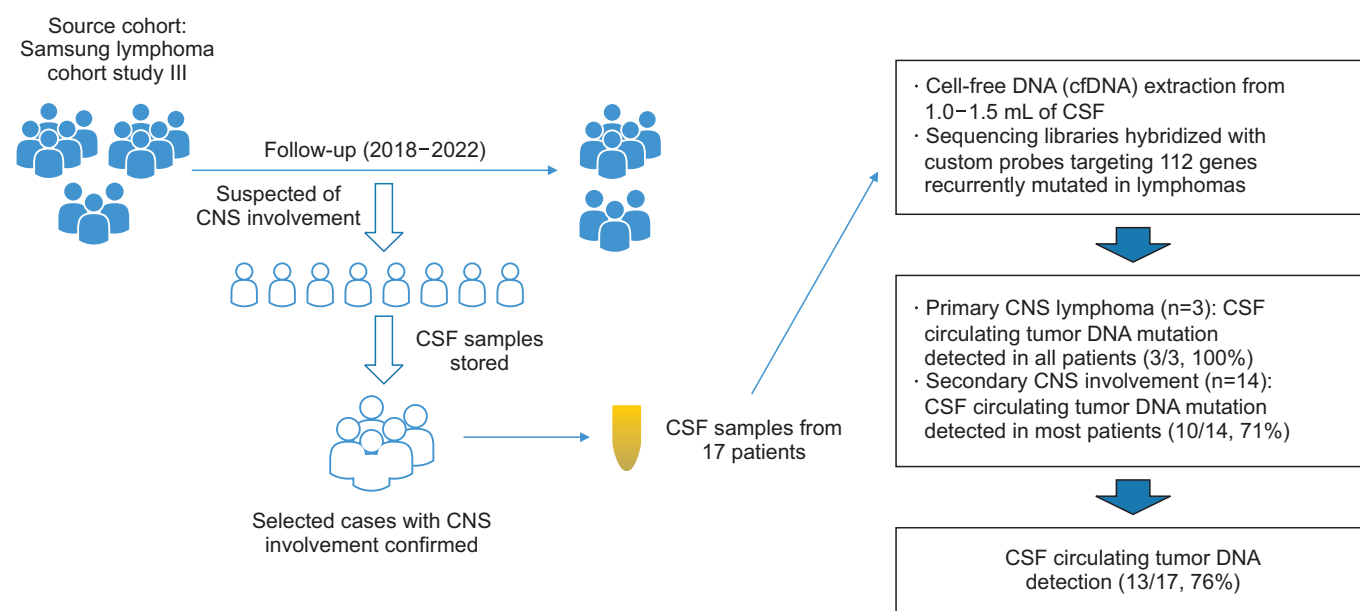 Source cohort:
Samsung lymphoma
cohort study III
Follow-up (2018−2022)
Suspected of
CNS involvement
CSF samples
stored
Selected cases with CNS
involvement confirmed
CSF samples from
17 patients
· Cell-free DNA (cfDNA) extraction from
1.0−1.5 mL of CSF
· Sequencing libraries hybridized with
custom probes targeting 112 genes
recurrently mutated in lymphomas
· Primary CNS lymphoma (n=3): CSF
circulating tumor DNA mutation
detected in all patients (3/3, 100%)
· Secondary CNS involvement (n=14):
CSF circulating tumor DNA mutation
detected in most patients (10/14, 71%)
CSF circulating tumor DNA
detection (13/17, 76%)